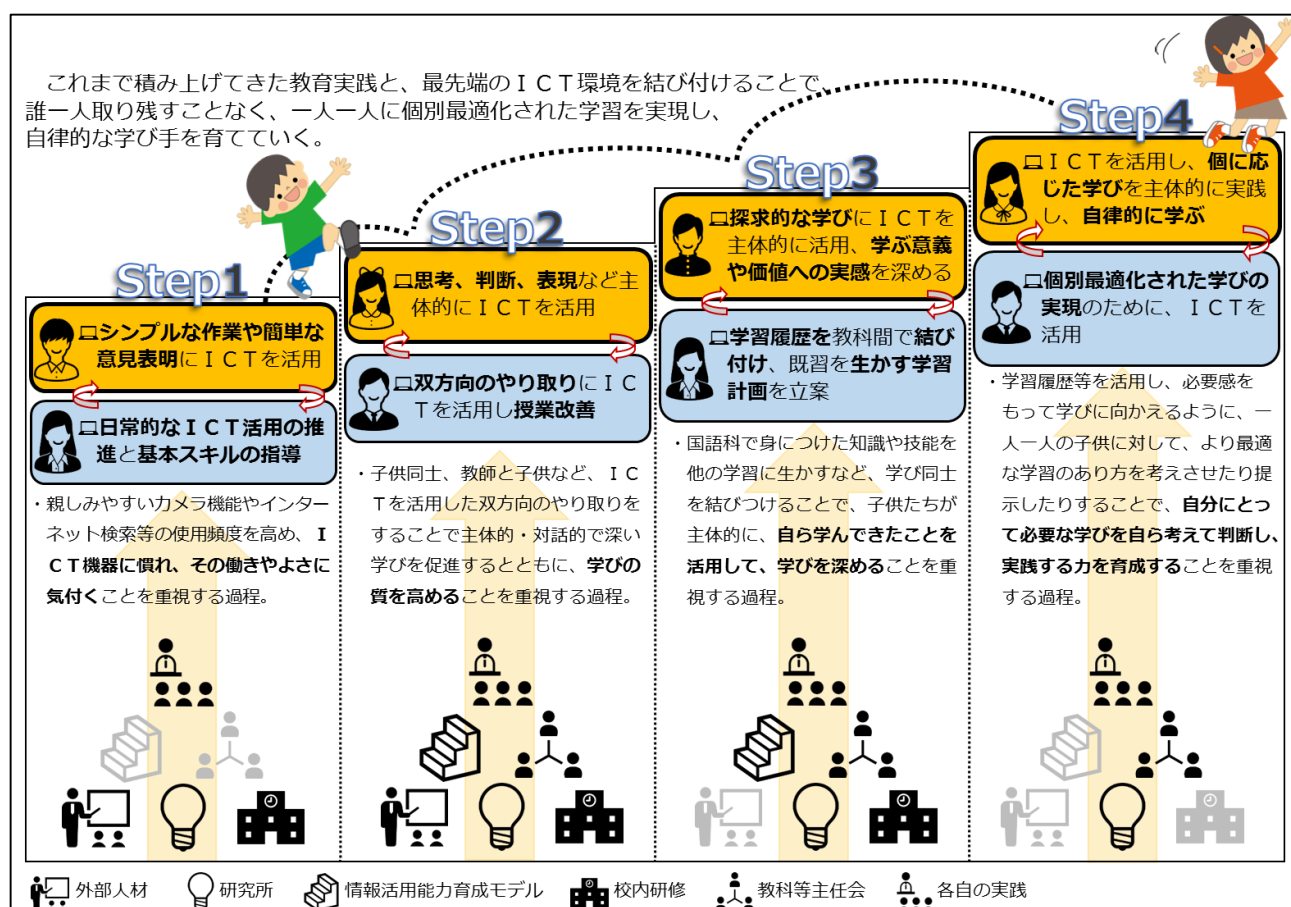 これまで積み上げてきた教育実践と、最先端のＩＣＴ環境を結び付けることで、
誰一人取り残すことなく、一人一人に個別最適化された学習を実現し、
自律的な学び手を育てていく。
Step1
シンプルな作業や簡単な
意見表明にＩＣＴを活用
日常的なＩＣＴ活用の推
進と基本スキルの指導
・親しみやすいカメラ機能やインター
ネット検索等の使用頻度を高め、Ｉ
ＣＴ機器に慣れ、その働きやよさに
気付くことを重視する過程。
Step2
思考、判断、表現など主
体的にＩＣＴを活用
双方向のやり取りにＩＣ
Ｔを活用し授業改善
・子供同士、教師と子供など、ＩＣ
Ｔを活用した双方向のやり取りを
することで主体的・対話的で深い
学びを促進するとともに、学びの
質を高めることを重視する過程。
Step3
探求的な学びにＩＣＴを
主体的に活用、学ぶ意義
や価値への実感を深める
学習履歴を教科間で結び
付け、既習を生かす学習
計画を立案
・国語科で身につけた知識や技能を
他の学習に生かすなど、学び同士
を結びつけることで、子供たちが
主体的に、自ら学んできたことを
活用して、学びを深めることを重
視する過程。
Step4
ＩＣＴを活用し、個に応
じた学びを主体的に実践
し、自律的に学ぶ
個別最適化された学びの
実現のために、ＩＣＴを
活用
・学習履歴等を活用し、必要感を
もって学びに向かえるように、一
人一人の子供に対して、より最適
な学習のあり方を考えさせたり提
示したりすることで、自分にとっ
て必要な学びを自ら考えて判断し、
実践する力を育成することを重視
する過程。
外部人材 研究所 情報活用能力育成モデル 校内研修 教科等主任会 各自の実践